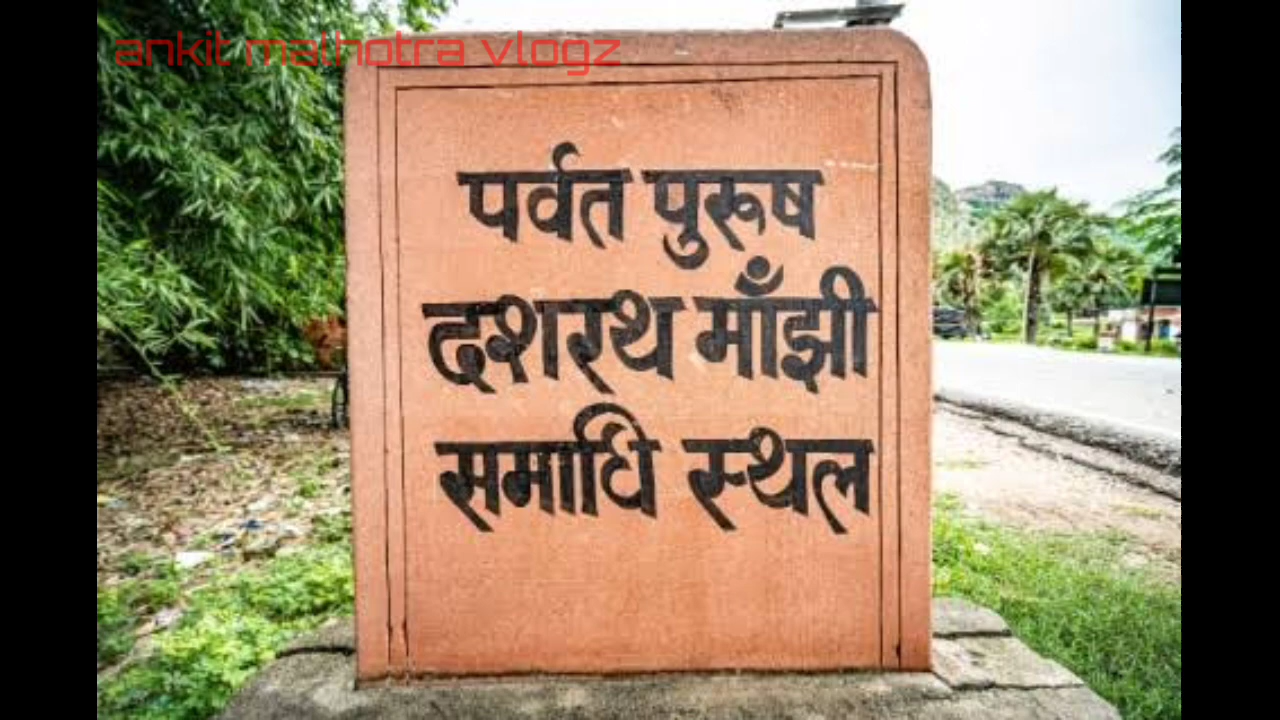 ankit malhotra vlogz
पर्वत पुरूष
दशरथ माँझी
समाधि स्थल